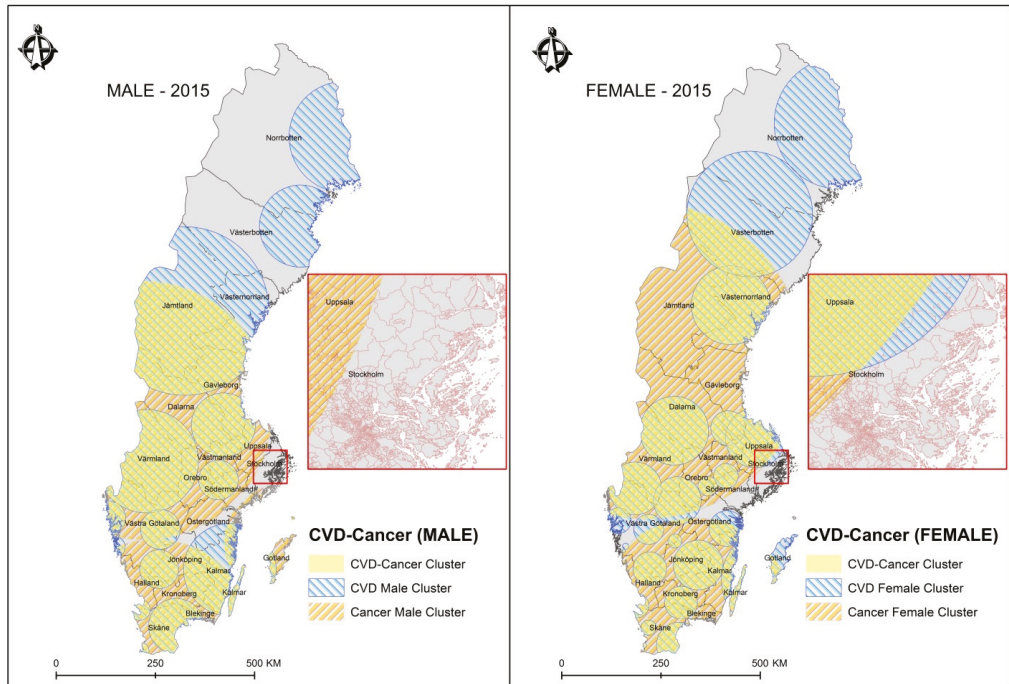 MALE - 2015
Norrbotten
Västerbotten
Jämtland
Västernorrland
Gävleborg
Dalarna
Uppsala
Värmland
Västmanland
Stockholm
Orebro
Södermanland
Västra Götaland
Östergötland
Jönköping
Gotland
Kalmar
Halland
Kronoberg
Kalmar
Blekinge
Skåne
Uppsala
Stockholm
CVD-Cancer (MALE)
CVD-Cancer Cluster
CVD Male Cluster
Cancer Male Cluster
0 250 500 KM
FEMALE - 2015
Norrbotten
Västerbotten
Jämtland
Västernorrland
Gävleborg
Dalarna
Uppsala
Värmland
Västmanland
Stockholm
Orebro
Södermanland
Västra Götaland
Östergötland
Jönköping
Gotland
Kalmar
Halland
Kronoberg
Kalmar
Blekinge
Skåne
Uppsala
Stockholm
CVD-Cancer (FEMALE)
CVD-Cancer Cluster
CVD Female Cluster
Cancer Female Cluster
0 250 500 KM